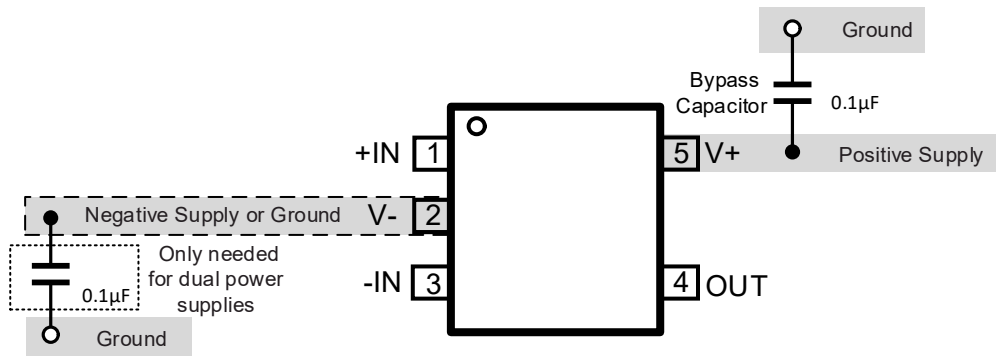 Ground
Bypass
Capacitor
0.1µF
+IN 1
5 V+
Positive Supply
Negative Supply or Ground V- 2
Only needed
for dual power
supplies
0.1µF
-IN 3
4 OUT
Ground